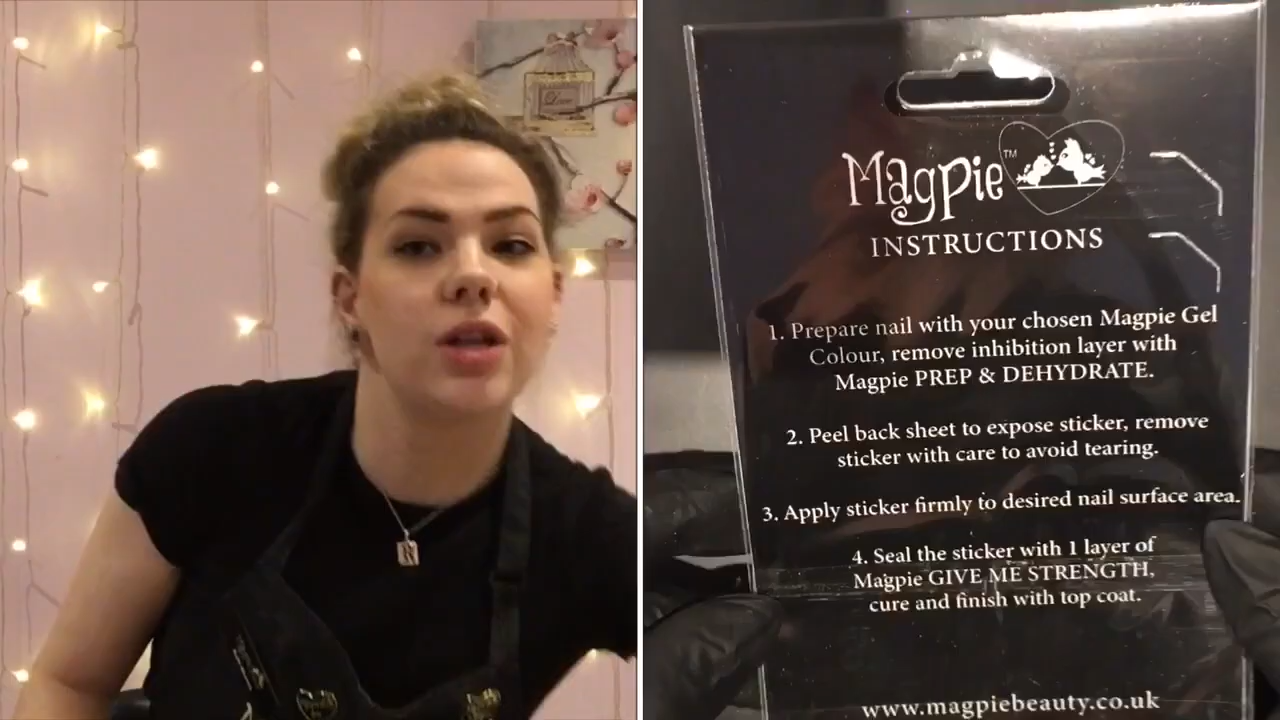 Love
N
Magpie™
INSTRUCTIONS
1. Prepare nail with your chosen Magpie Gel
Colour, remove inhibition layer with
Magpie PREP & DEHYDRATE.
2. Peel back sheet to expose sticker, remove
sticker with care to avoid tearing.
3. Apply sticker firmly to desired nail surface area.
4. Seal the sticker with 1 layer of
Magpie GIVE ME STRENGTH,
cure and finish with top coat.
www.magpiebeauty.co.uk